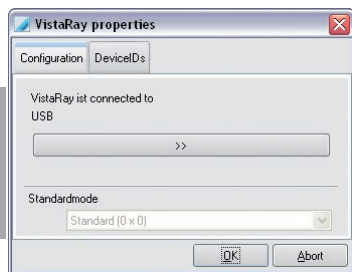 VistaRay properties
Configuration DeviceIDs
VistaRay ist connected to
USB
>>
Standardmode
Standard (0 x 0)
OK Abort